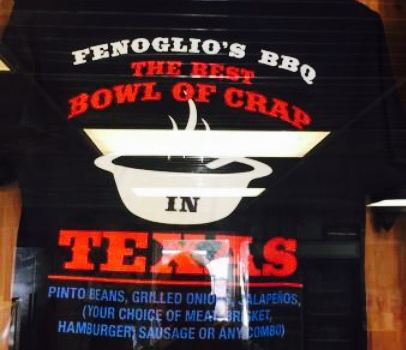 FENOGLIO'S BBQ
THE BEST
BOWL OF CRAP
IN
TEXAS
PINTO BEANS, GRILLED ONIONS, JALAPEÑOS,
(YOUR CHOICE OF MEAT, BRISKET,
HAMBURGER, SAUSAGE OR ANY COMBO)